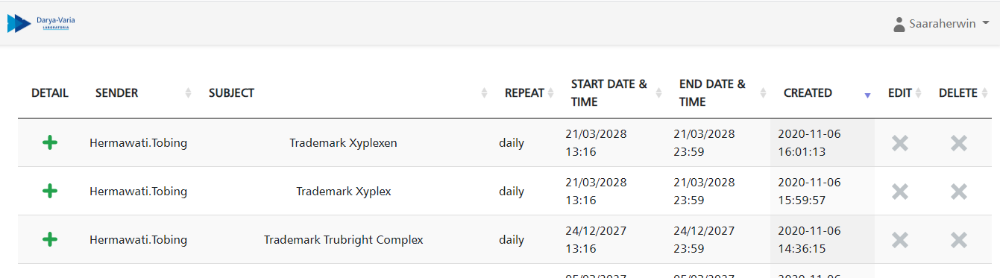 Darya-Varia
LABORATORIA
Saaraherwin
DETAIL SENDER SUBJECT REPEAT START DATE & TIME END DATE & TIME CREATED EDIT DELETE
Hermawati.Tobing Trademark Xyplexen daily 21/03/2028 13:16 21/03/2028 23:59 2020-11-06 16:01:13
Hermawati.Tobing Trademark Xyplex daily 21/03/2028 13:16 21/03/2028 23:59 2020-11-06 15:59:57
Hermawati.Tobing Trademark Trubright Complex daily 24/12/2027 13:16 24/12/2027 23:59 2020-11-06 14:36:15